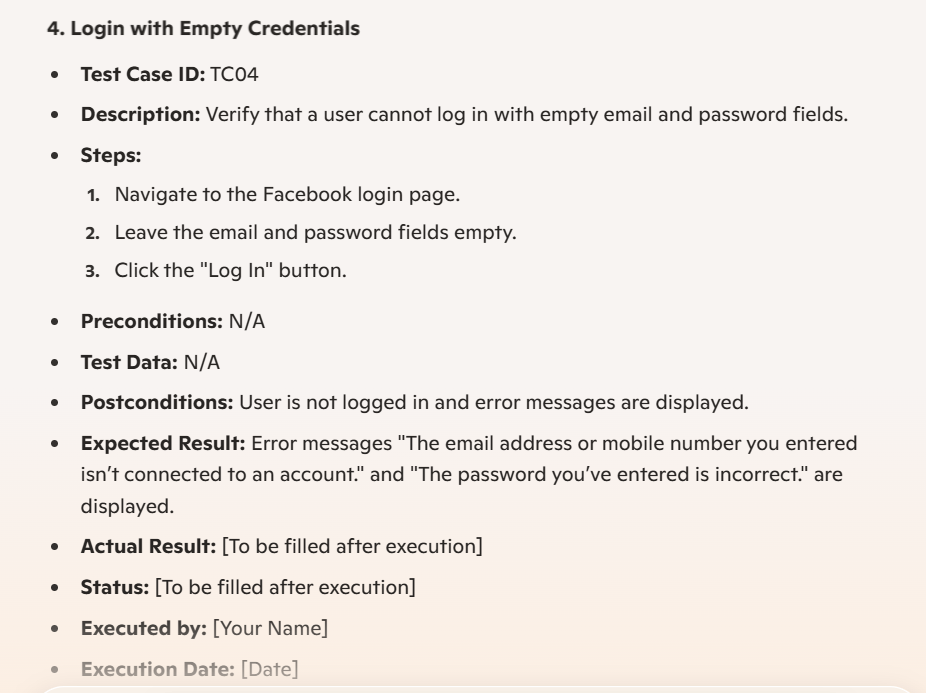 4. Login with Empty Credentials
• Test Case ID: TC04
• Description: Verify that a user cannot log in with empty email and password fields.
• Steps:
1. Navigate to the Facebook login page.
2. Leave the email and password fields empty.
3. Click the "Log In" button.
• Preconditions: N/A
• Test Data: N/A
• Postconditions: User is not logged in and error messages are displayed.
• Expected Result: Error messages "The email address or mobile number you entered
isn’t connected to an account." and "The password you’ve entered is incorrect." are
displayed.
• Actual Result: [To be filled after execution]
• Status: [To be filled after execution]
• Executed by: [Your Name]
• Execution Date: [Date]